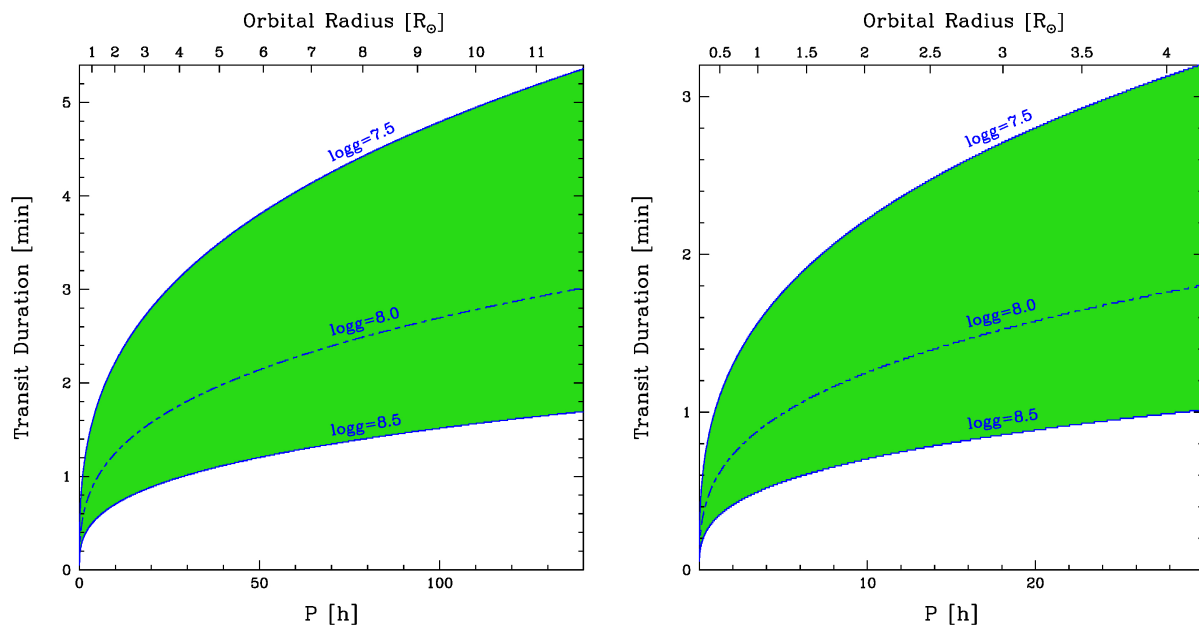 Orbital Radius [R☉]
1 2 3 4 5 6 7 8 9 10 11
5
4
3
2
1
0
Transit Duration [min]
logg=7.5
logg=8.0
logg=8.5
0 50 100
P [h]
Orbital Radius [R☉]
0.5 1 1.5 2 2.5 3 3.5 4
3
2
1
0
Transit Duration [min]
logg=7.5
logg=8.0
logg=8.5
10 20
P [h]